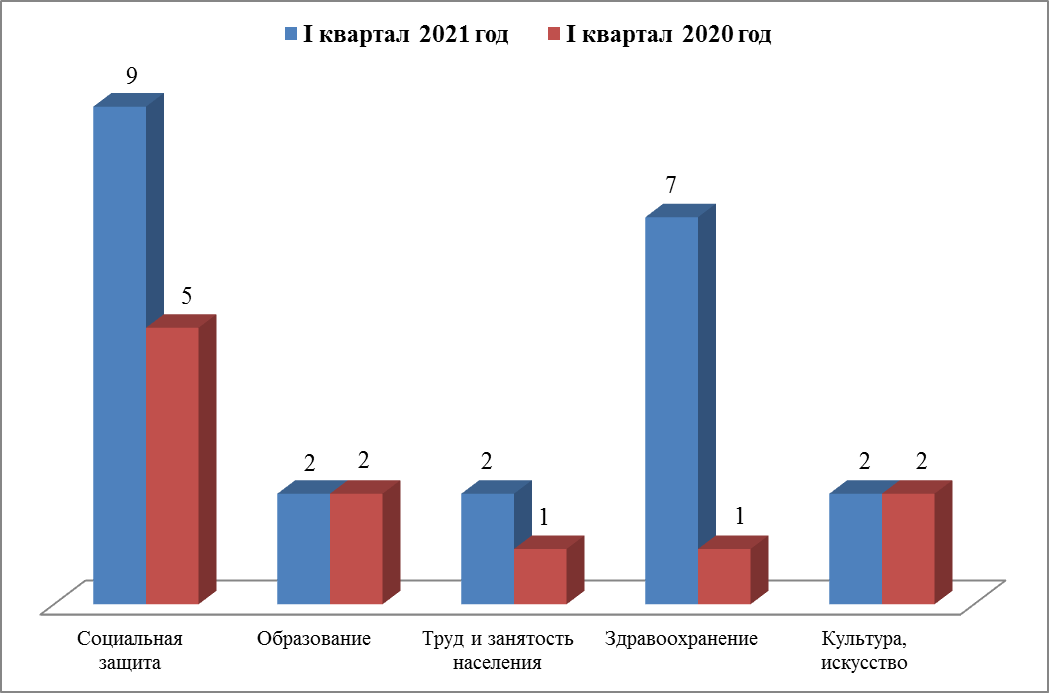 I квартал 2021 год I квартал 2020 год
9
5
2
2
2
1
7
1
2
2
Социальная
защита
Образование
Труд и занятость
населения
Здравоохранение
Культура,
искусство